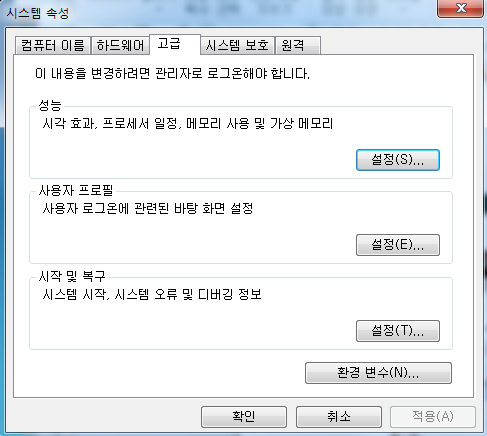 시스템 속성
컴퓨터 이름 하드웨어 고급 시스템 보호 원격
이 내용을 변경하려면 관리자로 로그온해야 합니다.
성능
시각 효과, 프로세서 일정, 메모리 사용 및 가상 메모리
설정(S)...
사용자 프로필
사용자 로그온에 관련된 바탕 화면 설정
설정(E)...
시작 및 복구
시스템 시작, 시스템 오류 및 디버깅 정보
설정(T)...
환경 변수(N)...
확인 취소 적용(A)